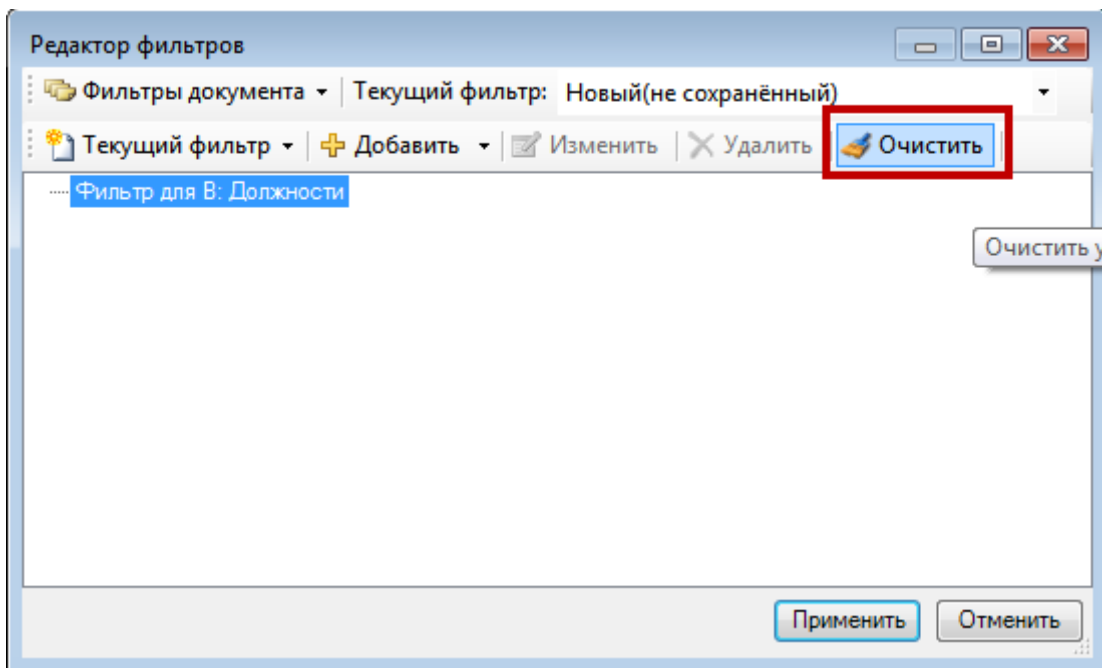 Редактор фильтров
Фильтры документа Текущий фильтр: Новый(не сохранённый)
Текущий фильтр Добавить Изменить Удалить Очистить
Фильтр для В: Должности
Очистить у
Применить Отменить